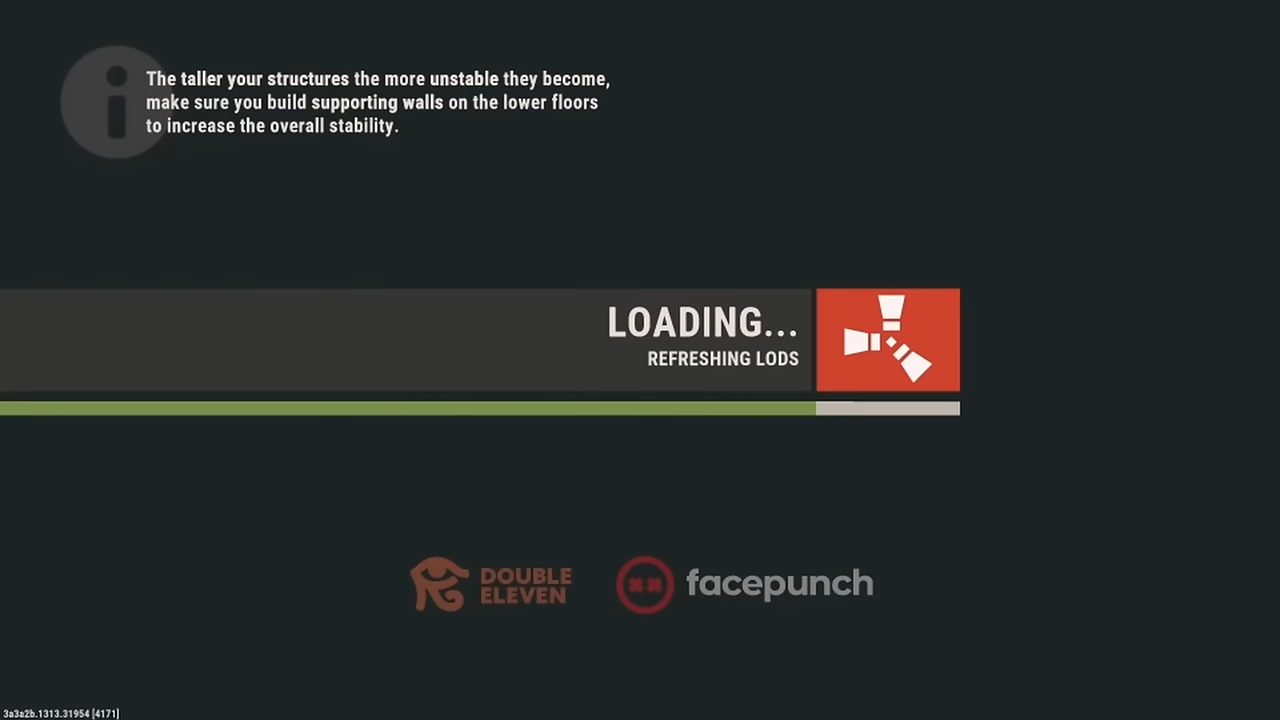 The taller your structures the more unstable they become,
make sure you build supporting walls on the lower floors
to increase the overall stability.
LOADING...
REFRESHING LODS
DOUBLE
ELEVEN
facepunch
3a3a2b.1313.31954 [4171]